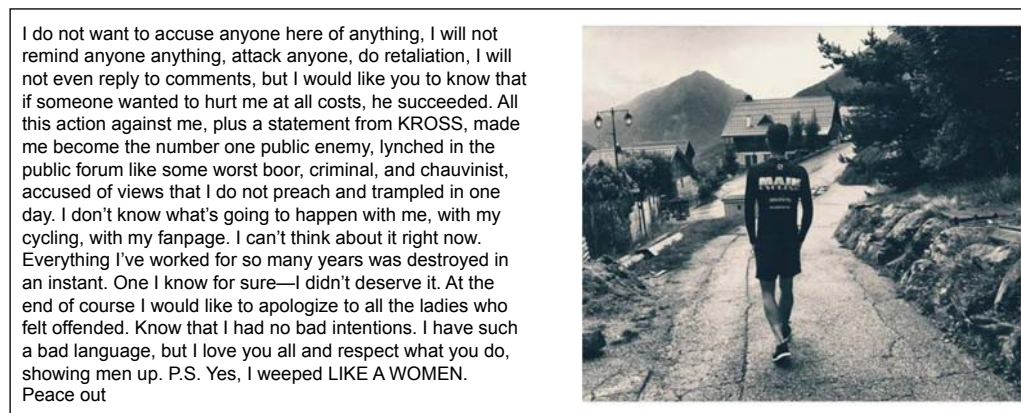 I do not want to accuse anyone here of anything, I will not
remind anyone anything, attack anyone, do retaliation, I will
not even reply to comments, but I would like you to know that
if someone wanted to hurt me at all costs, he succeeded. All
this action against me, plus a statement from KROSS, made
me become the number one public enemy, lynched in the
public forum like some worst boor, criminal, and chauvinist,
accused of views that I do not preach and trampled in one
day. I don’t know what’s going to happen with me, with my
cycling, with my fanpage. I can’t think about it right now.
Everything I’ve worked for so many years was destroyed in
an instant. One I know for sure—I didn’t deserve it. At the
end of course I would like to apologize to all the ladies who
felt offended. Know that I had no bad intentions. I have such
a bad language, but I love you all and respect what you do,
showing men up. P.S. Yes, I weeped LIKE A WOMEN.
Peace out